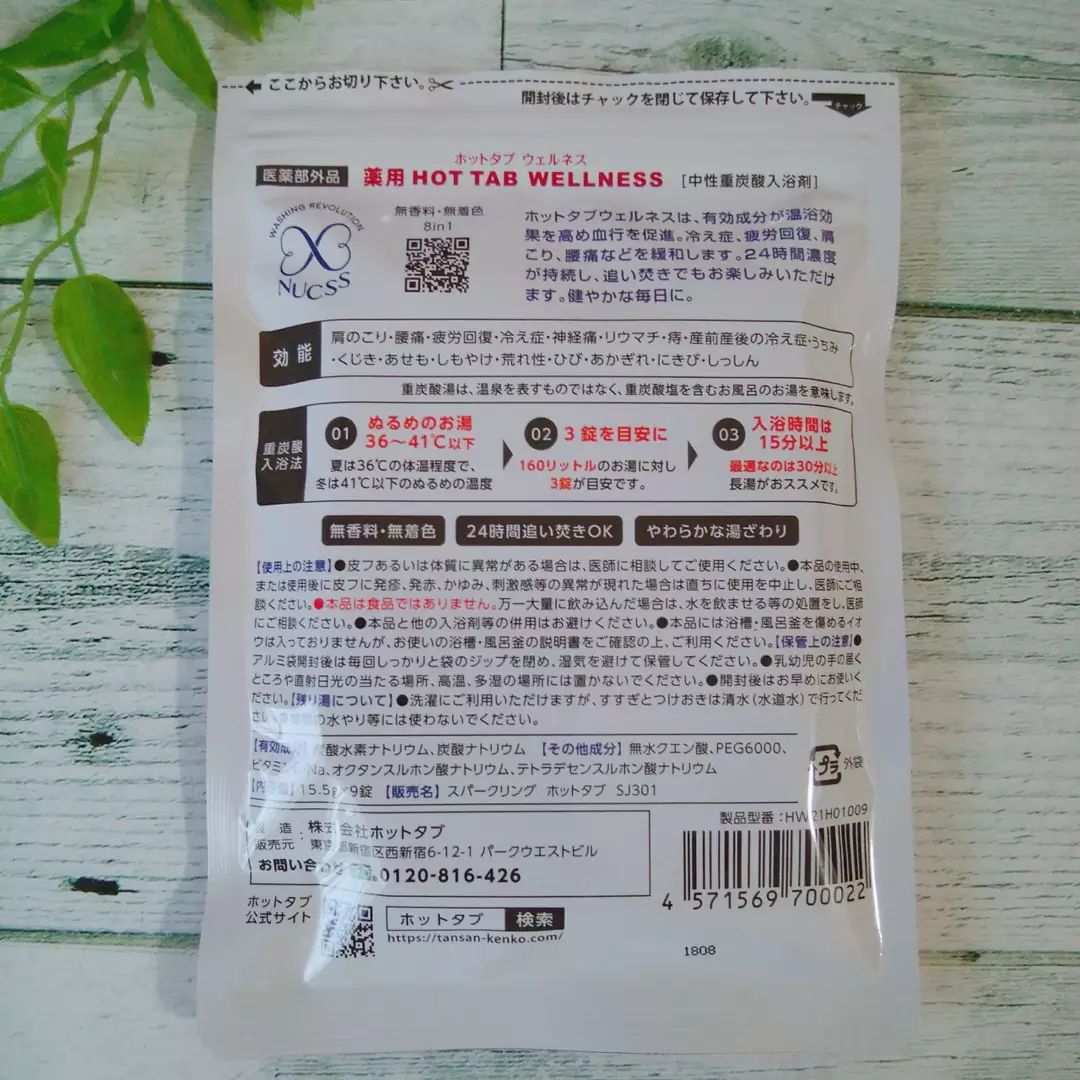 ここからお切り下さい。
開封後はチャックを閉じて保存して下さい。
チャック
ホットタブ ウェルネス
医薬部外品 薬用 HOT TAB WELLNESS [中性重炭酸入浴剤]
WASHING REVOLUTION
NUCSS
無香料・無着色
8in1
ホットタブウェルネスは、有効成分が温浴効
果を高め血行を促進。冷え症、疲労回復、肩
こり、腰痛などを緩和します。24時間濃度
が持続し、追い焚きでもお楽しみいただけ
ます。健やかな毎日に。
効能
肩のこり・腰痛・疲労回復・冷え症・神経痛・リウマチ・痔・産前産後の冷え症・うちみ
・くじき・あせも・しもやけ・荒れ性・ひび・あかぎれ・にきび・しっしん
重炭酸湯は、温泉を表すものではなく、重炭酸塩を含むお風呂のお湯を意味します。
重炭酸
入浴法
01 ぬるめのお湯
36〜41℃以下
夏は36℃の体温程度で、
冬は41℃以下のぬるめの温度
02 3錠を目安に
160リットルのお湯に対し
3錠が目安です。
03 入浴時間は
15分以上
最適なのは30分以上
長湯がおススメです。
無香料・無着色 24時間追い焚きOK やわらかな湯ざわり
【使用上の注意】●皮フあるいは体質に異常がある場合は、医師に相談してご使用ください。●本品の使用中、
または使用後に皮フに発疹、発赤、かゆみ、刺激感等の異常が現れた場合は直ちに使用を中止し、医師にご相
談ください。●本品は食品ではありません。万一大量に飲み込んだ場合は、水を飲ませる等の処置をし、医師
にご相談ください。●本品と他の入浴剤等の併用はお避けください。●本品には浴槽・風呂釜を傷めるイオ
ウは入っておりませんが、お使いの浴槽・風呂釜の説明書をご確認の上、ご利用ください。【保管上の注意】●
アルミ袋開封後は毎回しっかりと袋のジップを閉め、湿気を避けて保管してください。●乳幼児の手の届く
ところや直射日光の当たる場所、高温、多湿の場所には置かないでください。●開封後はお早めにお使いく
ださい。【残り湯について】●洗濯にご利用いただけますが、すすぎとつけおきは清水(水道水)で行ってくだ
さい。の水やり等には使わないでください。
【有効成 炭酸水素ナトリウム、炭酸ナトリウム 【その他成分】無水クエン酸、PEG6000、
ビタミンC Na、オクタンスルホン酸ナトリウム、テトラデセンスルホン酸ナトリウム
【内 15.5g×9錠 【販売名】スパークリング ホットタブ SJ301
プラ 外袋
製造
販売元 : 株式会社ホットタブ
東京都新宿区西新宿6-12-1 パークウエストビル
お問い合 0120-816-426
製品型番:HW21H01009
4 571569 700022
ホットタブ
公式サイト
ホットタブ 検索
https://tansan-kenko.com/
1808